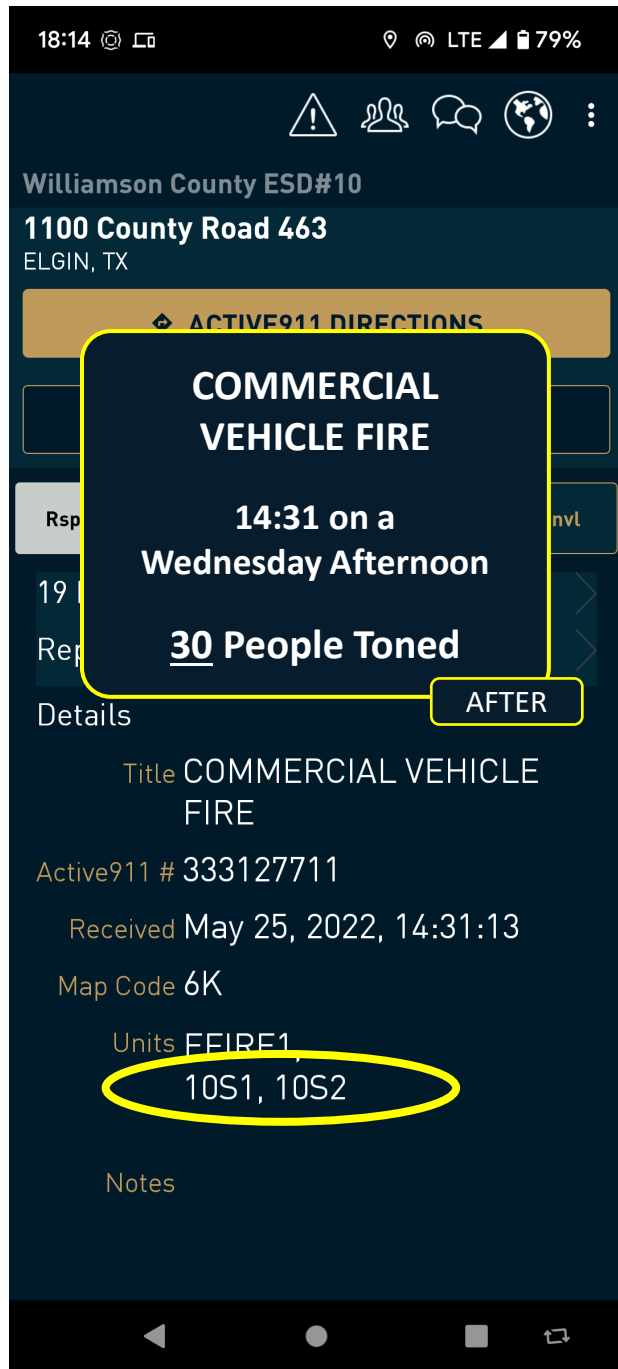 18:14 LTE 79%
Williamson County ESD#10
1100 County Road 463
ELGIN, TX
ACTIVE911 DIRECTIONS
COMMERCIAL
VEHICLE FIRE
14:31 on a
Wednesday Afternoon
30 People Toned
AFTER
Rsp
nvl
19
Rep
Details
Title COMMERCIAL VEHICLE
FIRE
Active911 # 333127711
Received May 25, 2022, 14:31:13
Map Code 6K
Units EFIRE1,
10S1, 10S2
Notes